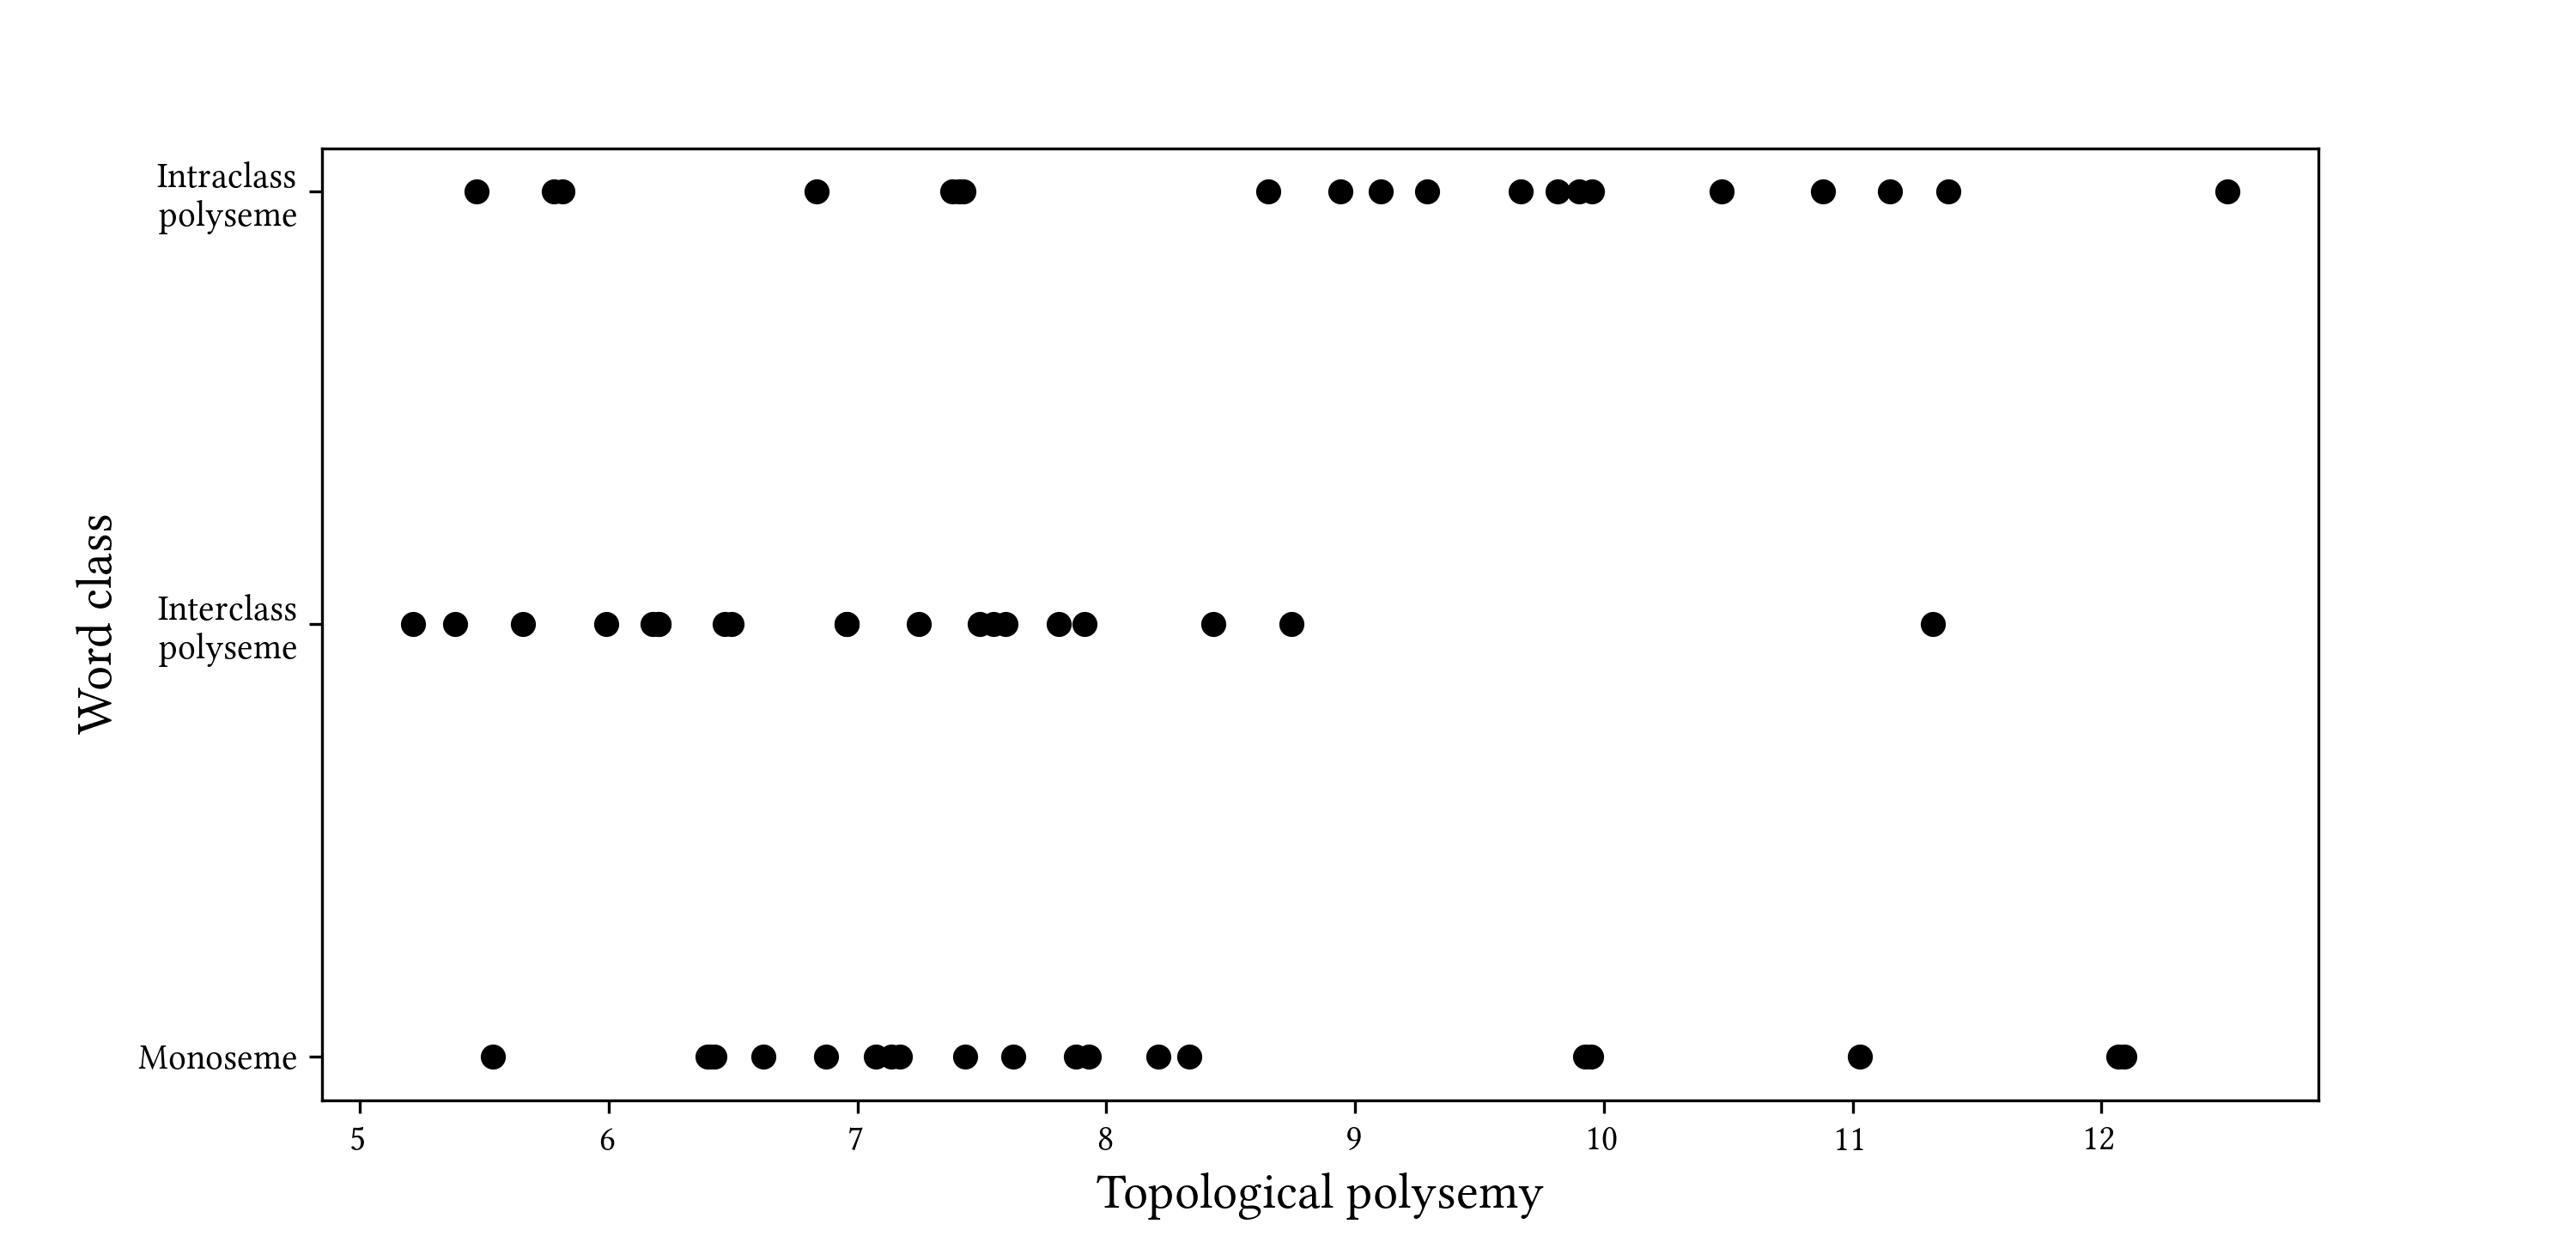 Intraclass
polyseme
Word class
Interclass
polyseme
Monoseme
5 6 7 8 9 10 11 12
Topological polysemy